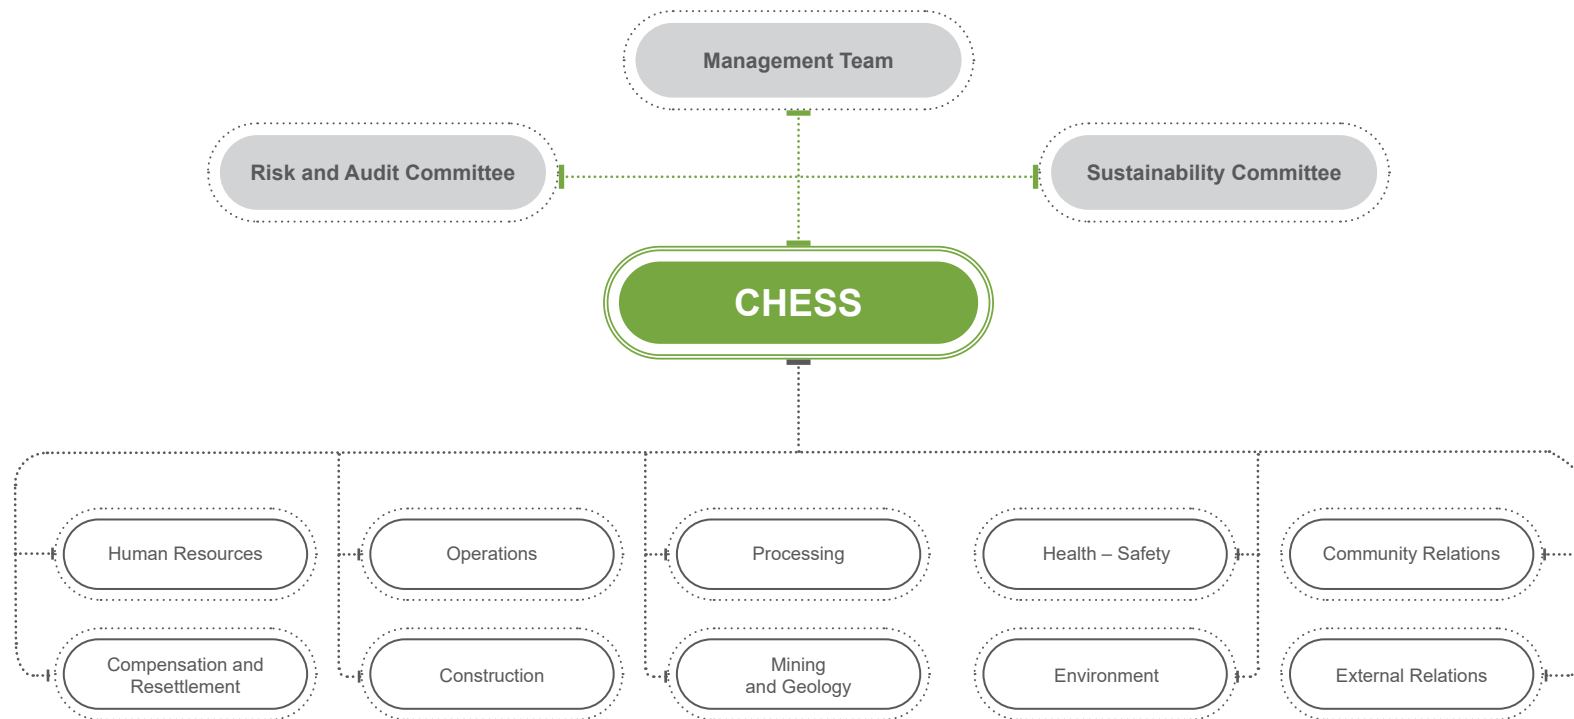 Management Team
Risk and Audit Committee
Sustainability Committee
CHESS
Human Resources
Operations
Processing
Health – Safety
Community Relations
Compensation and
Resettlement
Construction
Mining
and Geology
Environment
External Relations